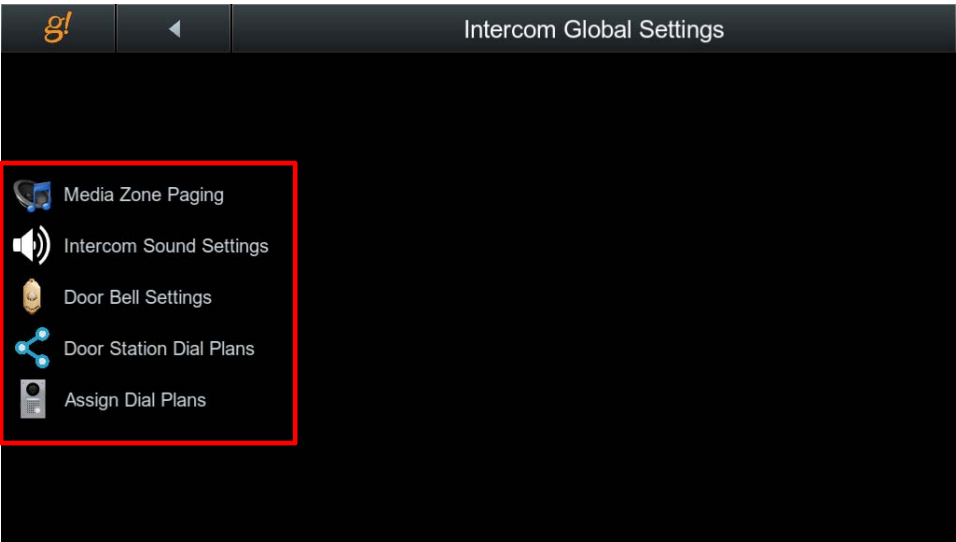 g!
Intercom Global Settings
Media Zone Paging
Intercom Sound Settings
Door Bell Settings
Door Station Dial Plans
Assign Dial Plans